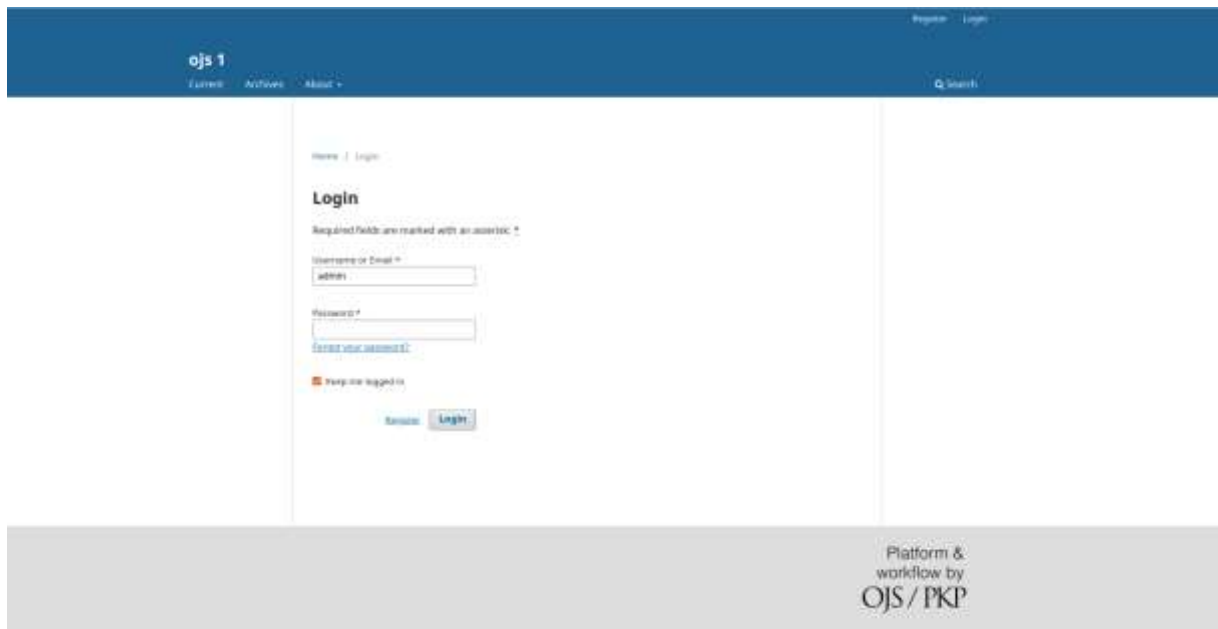 Register Login
ojs 1
Current Archives About
Search
Home / Login
Login
Required fields are marked with an asterisk: *
Username or Email *
admin
Password *
Forgot your password?
Keep me logged in
Register Login
Platform &
workflow by
OJS / PKP